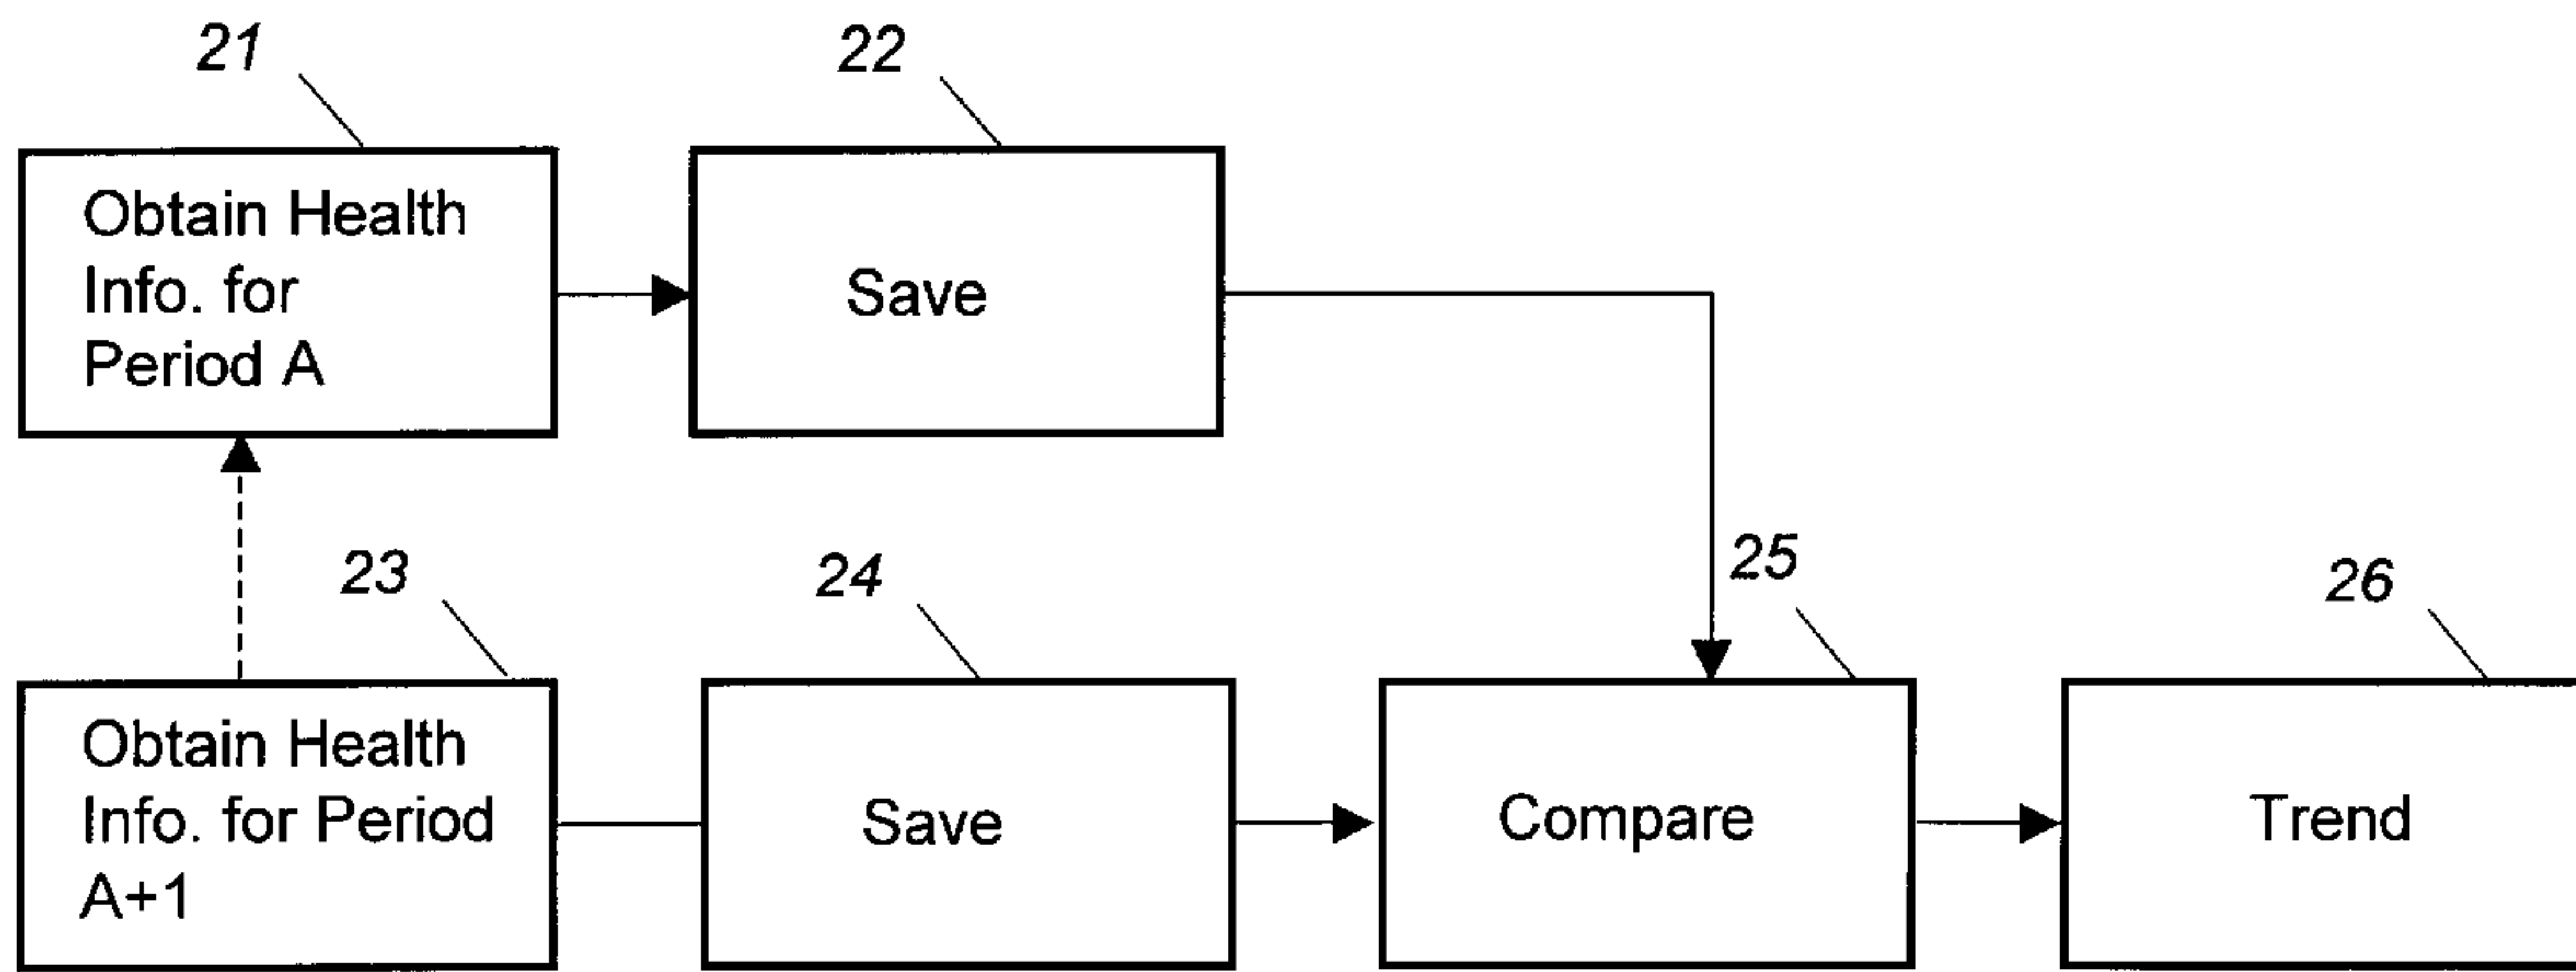 21
22
Obtain Health
Info. for
Period A
Save
23
24
25
26
Obtain Health
Info. for Period
A+1
Save
Compare
Trend